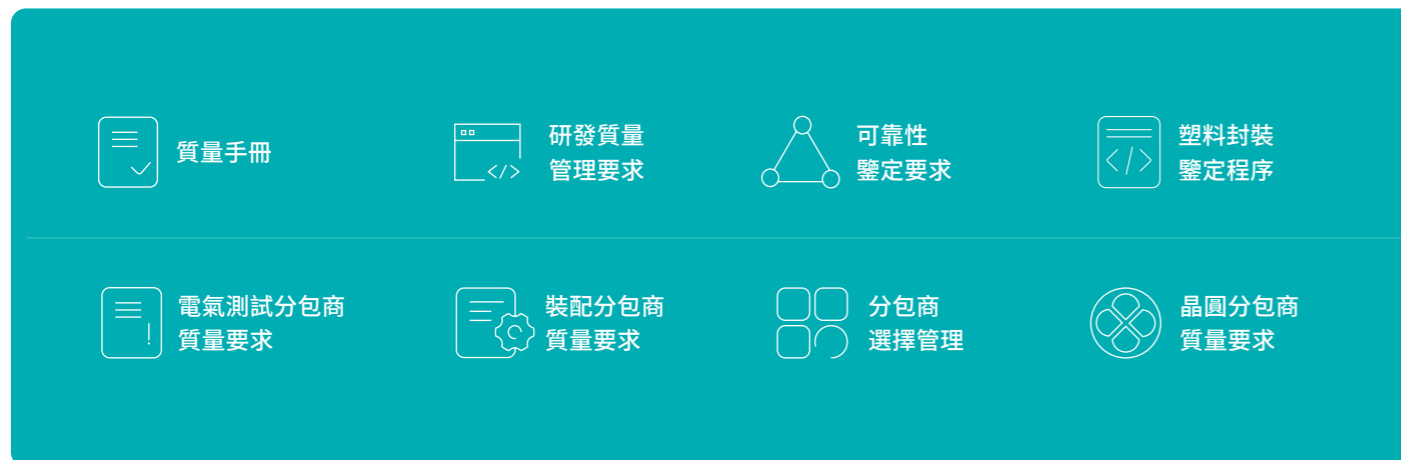 質量手冊
研發質量
管理要求
可靠性
鑒定要求
塑料封裝
鑒定程序
電氣測試分包商
質量要求
裝配分包商
質量要求
分包商
選擇管理
晶圓分包商
質量要求